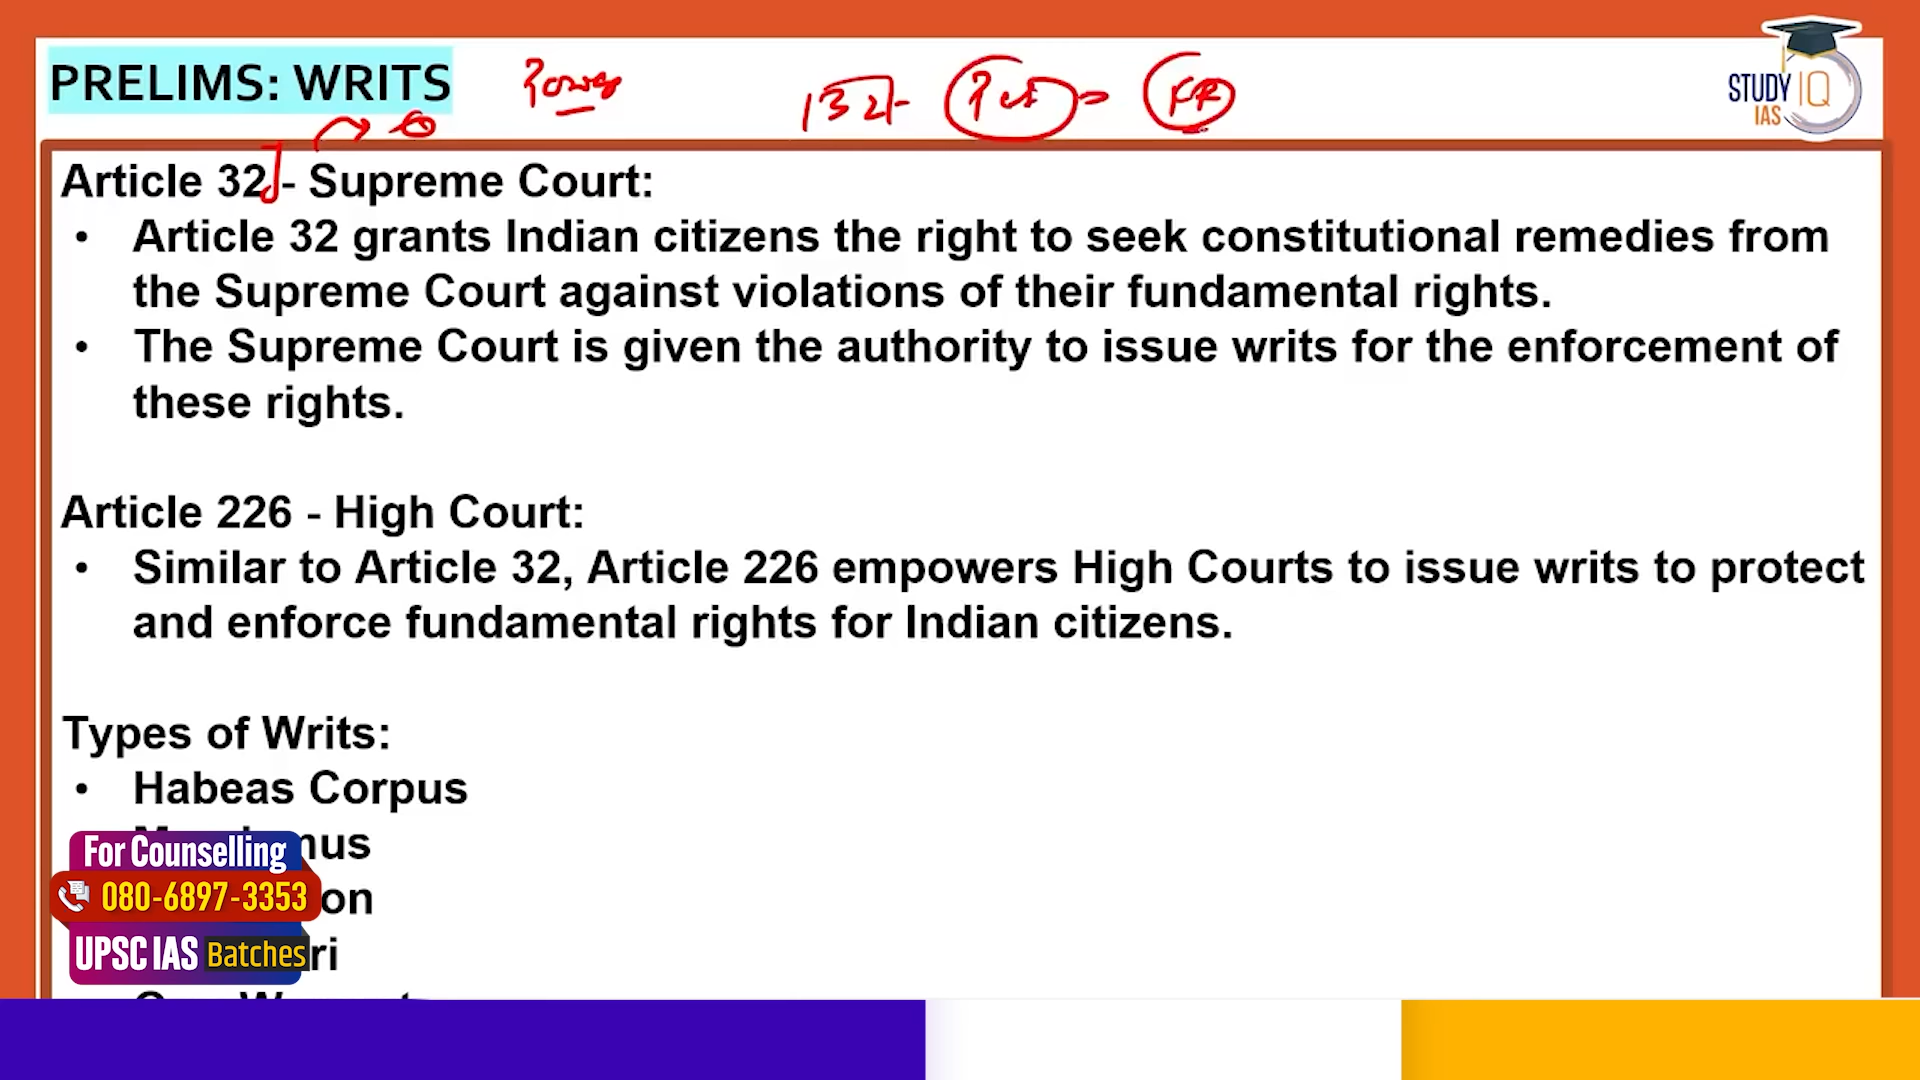 PRELIMS: WRITS
Power
STUDY IQ
IAS
Article 32 - Supreme Court:
• Article 32 grants Indian citizens the right to seek constitutional remedies from
the Supreme Court against violations of their fundamental rights.
• The Supreme Court is given the authority to issue writs for the enforcement of
these rights.
Article 226 - High Court:
• Similar to Article 32, Article 226 empowers High Courts to issue writs to protect
and enforce fundamental rights for Indian citizens.
Types of Writs:
• Habeas Corpus
For Counselling
080-6897-3353
UPSC IAS Batches